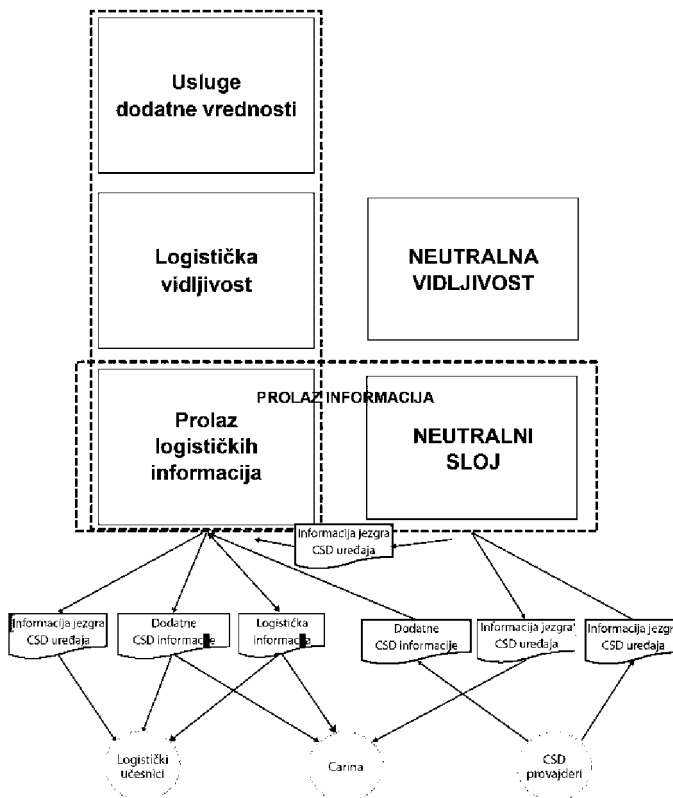 Usluge
dodatne vrednosti
Logistička
vidljivost
NEUTRALNA
VIDLJIVOST
PROLAZ INFORMACIJA
Prolaz
logističkih
informacija
NEUTRALNI
SLOJ
Informacija jezgra
CSD uređaja
Informacija jezgra
CSD uređaja
Dodatne
CSD informacije
Logistička
informacija
Dodatne
CSD informacije
Informacija jezgra
CSD uređaja
Informacija jezgra
CSD uređaja
Logistički
učesnici
Carina
CSD
provajderi